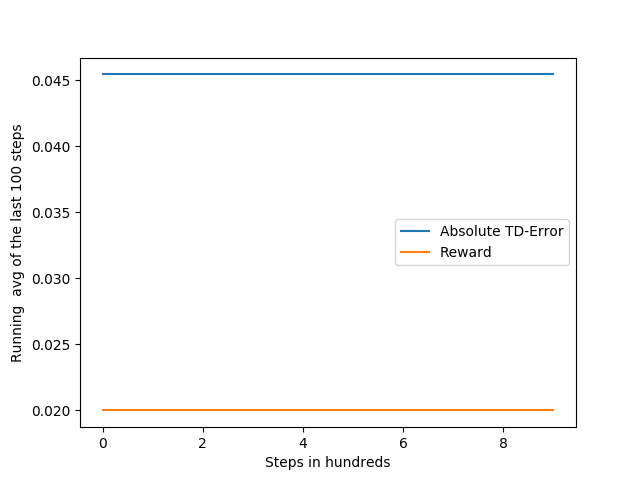 0.045
0.040
0.035
0.030
0.025
0.020
Running  avg of the last 100 steps
Absolute TD-Error
Reward
0 2 4 6 8
Steps in hundreds